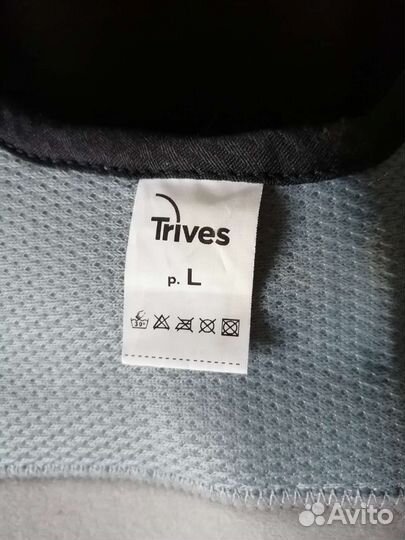 Trives
р. L
30°
Avito